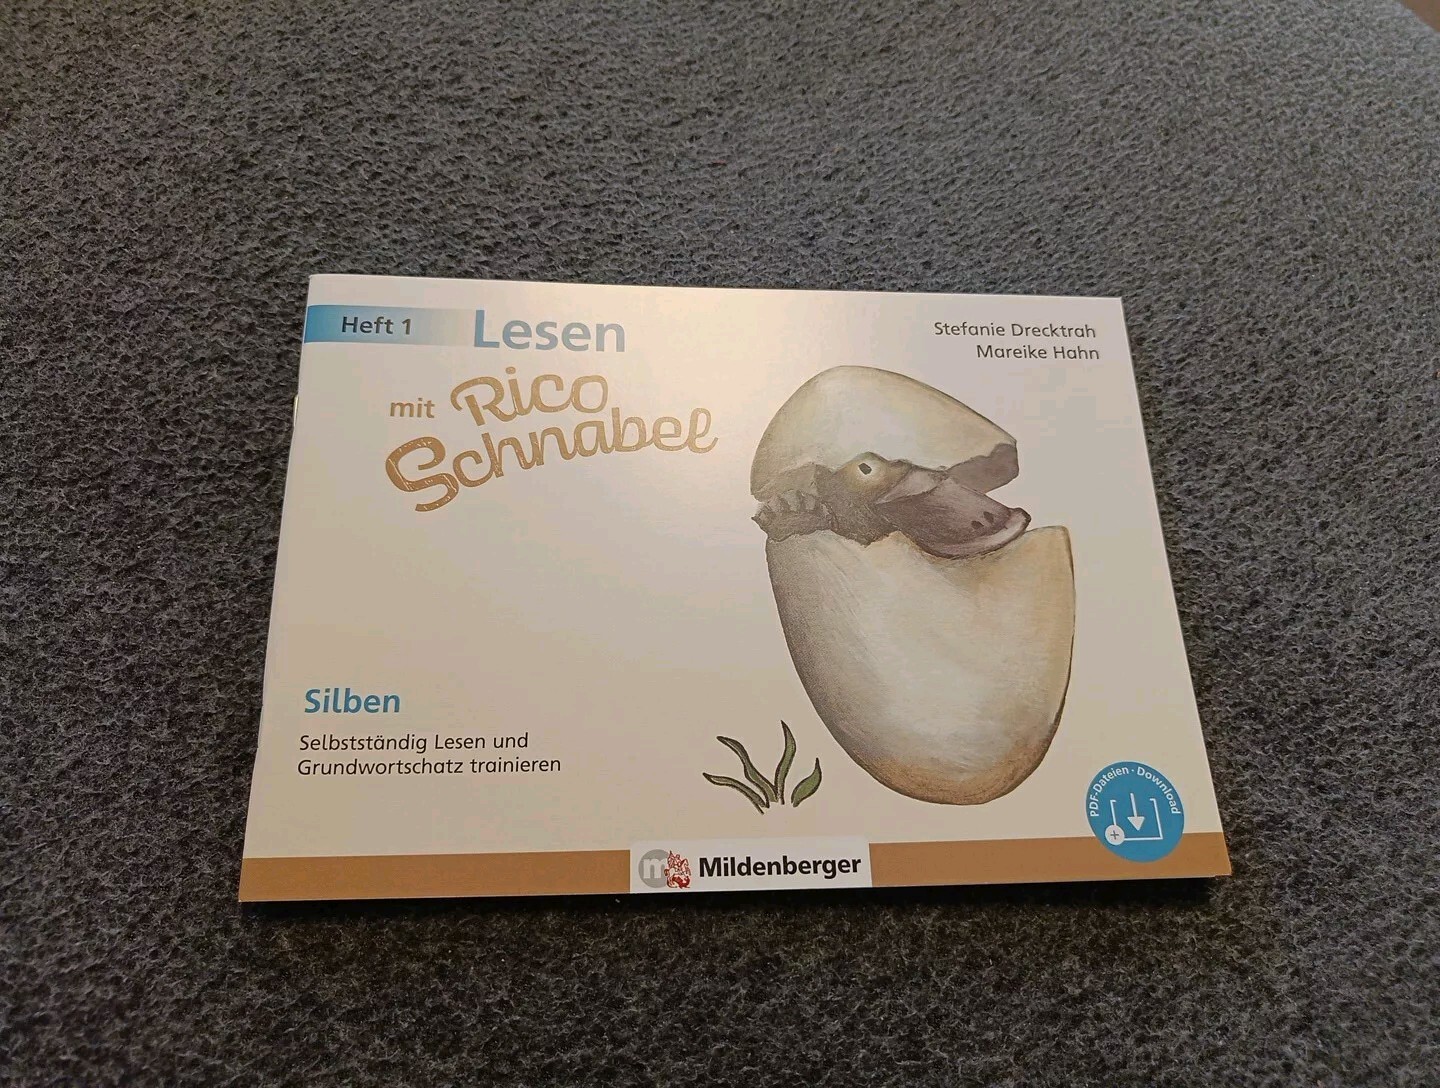 Heft 1
Lesen
mit Rico
Schnabel
Stefanie Drecktrah
Mareike Hahn
Silben
Selbstständig Lesen und
Grundwortschatz trainieren
PDF-Dateien · Download
m Mildenberger